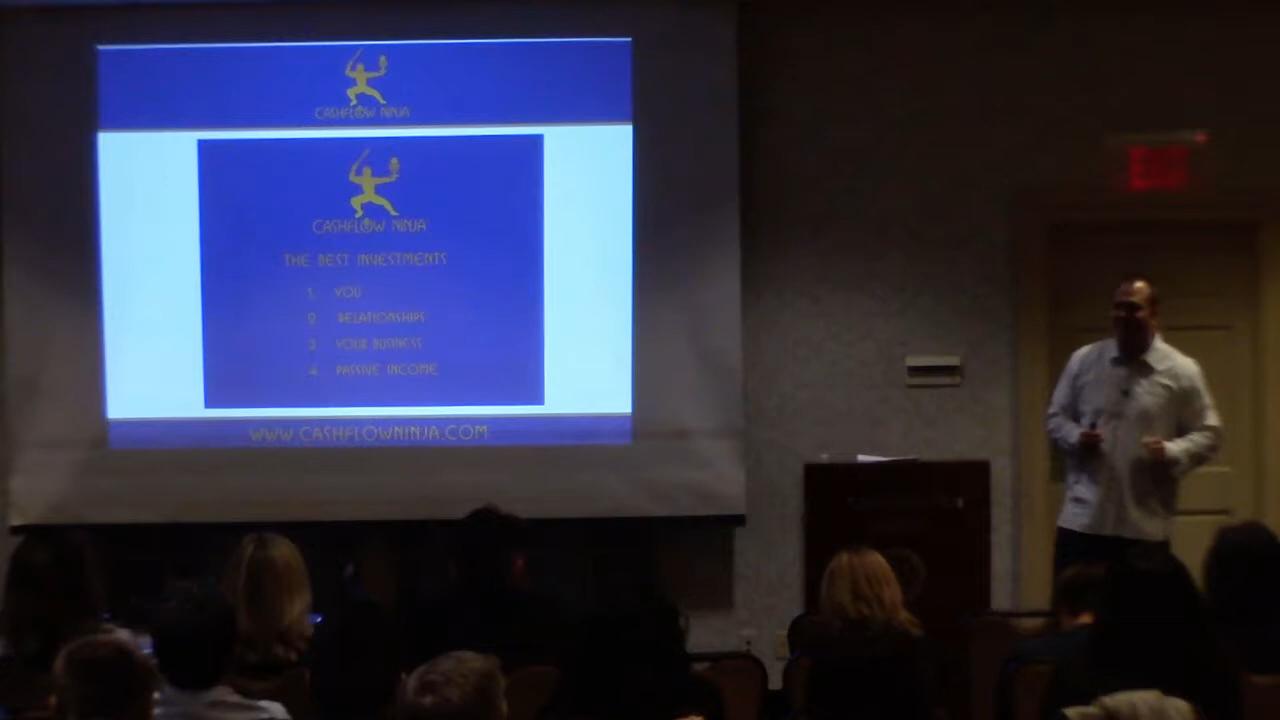 CASHFLOW NINJA
CASHFLOW NINJA
THE BEST INVESTMENTS
1. YOU
2. RELATIONSHIPS
3. YOUR BUSINESS
4. PASSIVE INCOME
WWW.CASHFLOWNINJA.COM